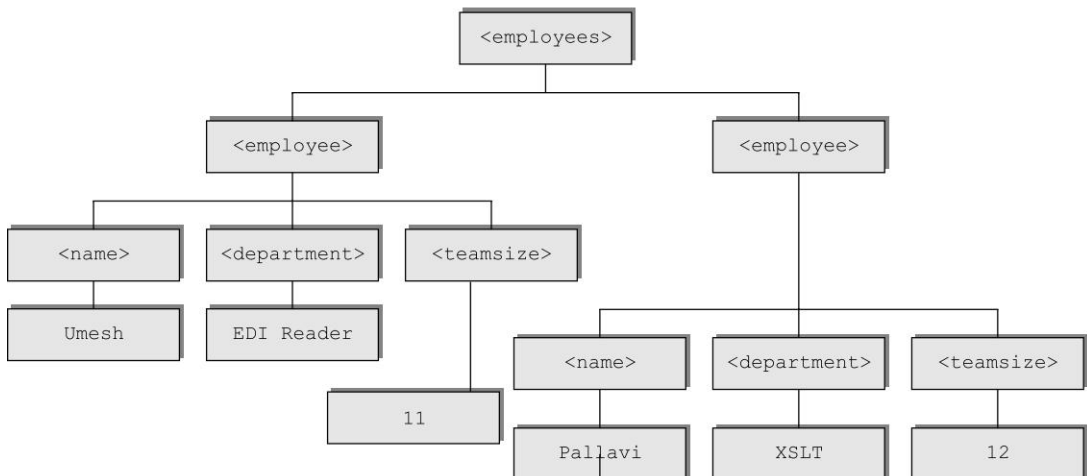 <employees>
<employee>
<employee>
<name>
<department>
<teamsize>
Umesh
EDI Reader
<name>
<department>
<teamsize>
11
Pallavi
XSLT
12